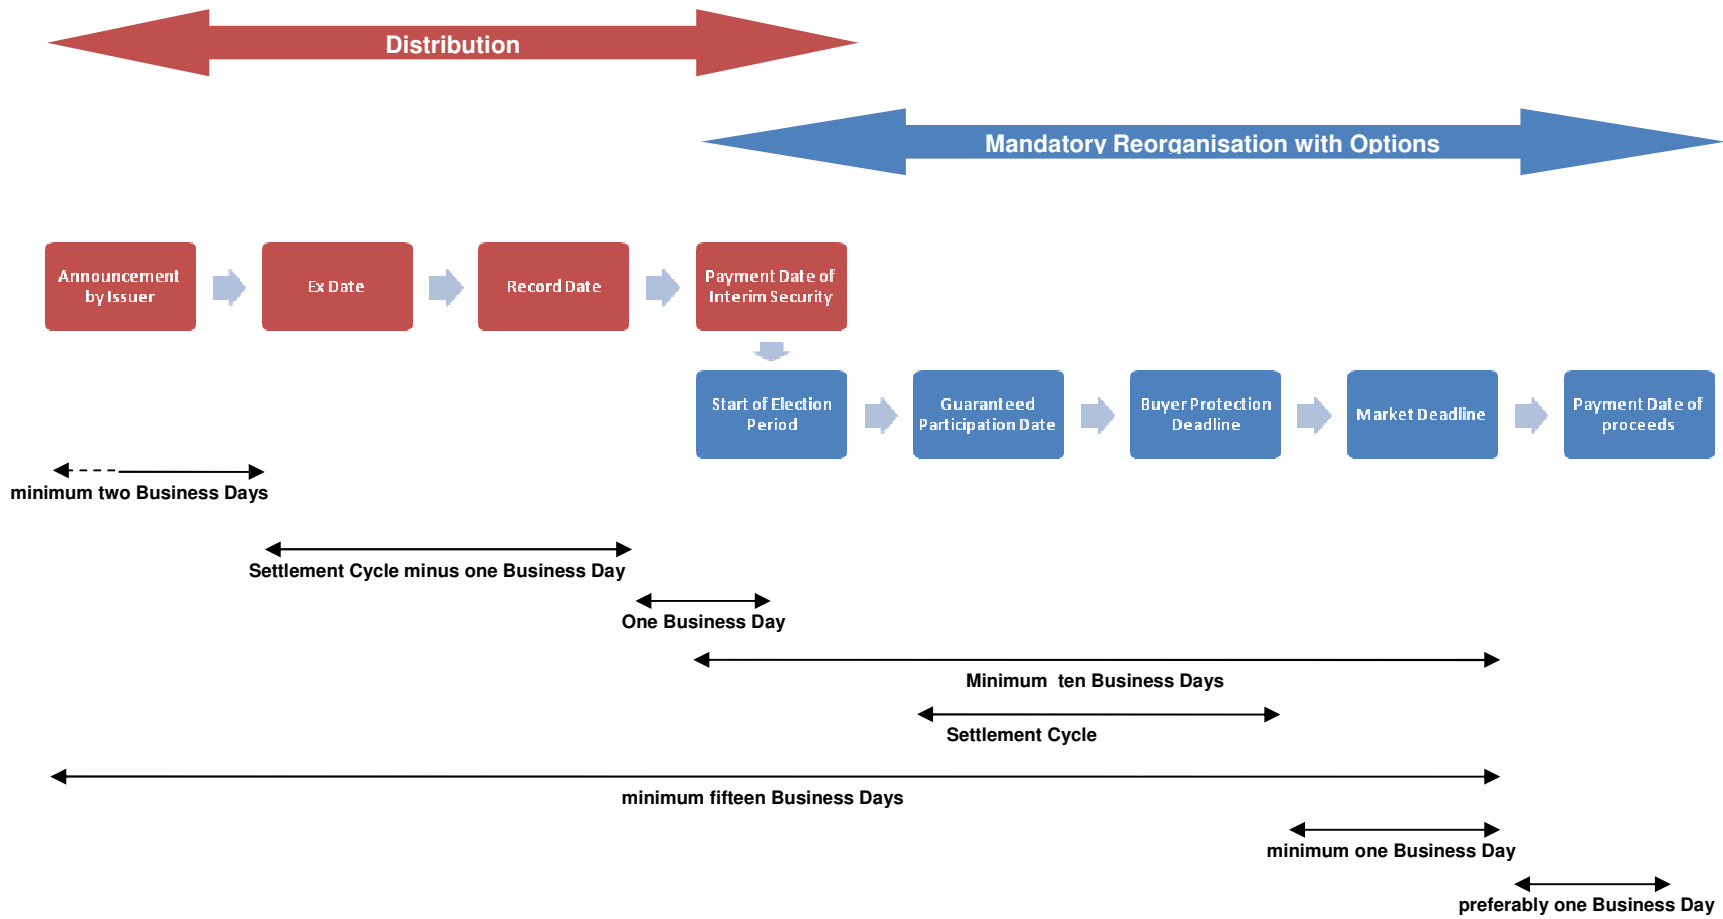 Distribution
Mandatory Reorganisation with Options
Announcement
by Issuer
Ex Date
Record Date
Payment Date of
Interim Security
Start of Election
Period
Guaranteed
Participation Date
Buyer Protection
Deadline
Market Deadline
Payment Date of
proceeds
minimum two Business Days
Settlement Cycle minus one Business Day
One Business Day
Minimum  ten Business Days
Settlement Cycle
minimum fifteen Business Days
minimum one Business Day
preferably one Business Day